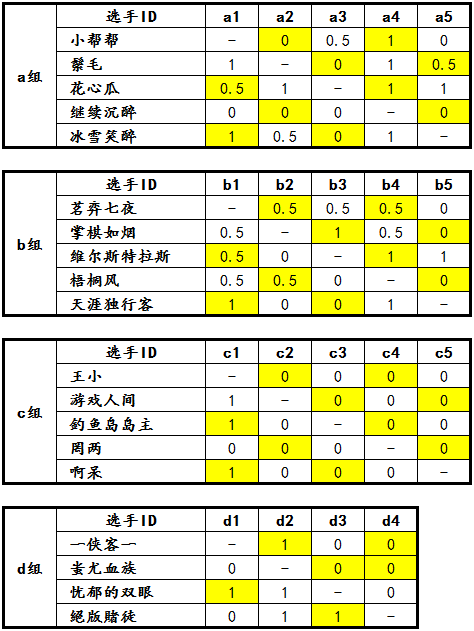 选手ID a1 a2 a3 a4 a5
a组
小帮帮 - 0 0.5 1 0
鬃毛 1 - 0 1 0.5
花心瓜 0.5 1 - 1 1
继续沉醉 0 0 0 - 0
冰雪笑醉 1 0.5 0 1 -
选手ID b1 b2 b3 b4 b5
b组
茗弈七夜 - 0.5 0.5 0.5 0
掌棋如烟 0.5 - 1 0.5 0
维尔斯特拉斯 0.5 0 - 1 1
梧桐风 0.5 0.5 0 - 0
天涯独行客 1 0 0 1 -
选手ID c1 c2 c3 c4 c5
c组
王小 - 0 0 0 0
游戏人间 1 - 0 0 0
钓鱼岛岛主 1 0 - 0 0
罔两 0 0 0 - 0
啊呆 1 0 0 0 -
选手ID d1 d2 d3 d4
d组
一侠客一 - 1 0 0
蚩尤血族 0 - 0 0
忧郁的双眼 1 1 - 0
绝版赌徒 0 1 1 -